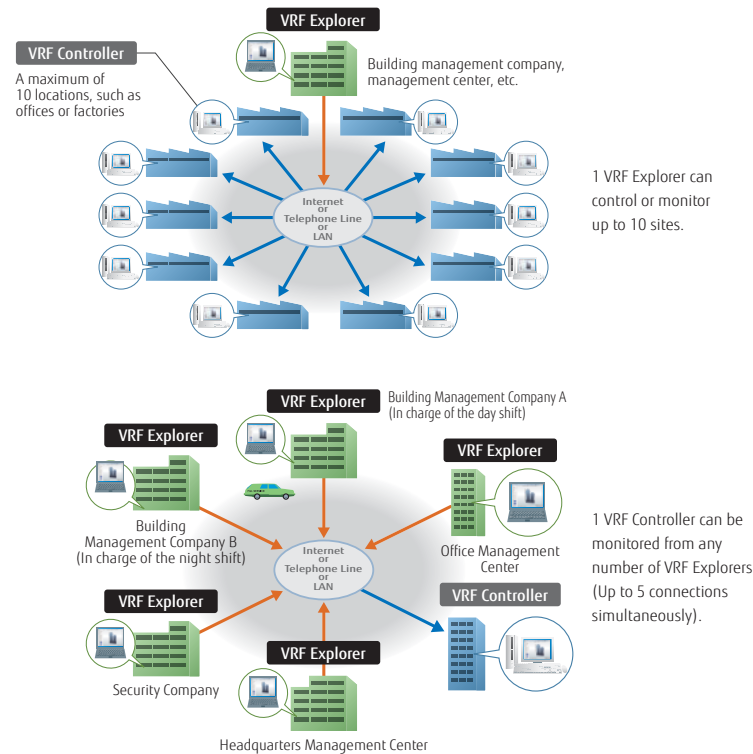 VRF Explorer
VRF Controller
A maximum of
10 locations, such as
offices or factories
Building management company,
management center, etc.
Internet
or
Telephone Line
or
LAN
1 VRF Explorer can
control or monitor
up to 10 sites.
VRF Explorer
Building Management Company A
(In charge of the day shift)
VRF Explorer
Building
Management Company B
(In charge of the night shift)
VRF Explorer
Office Management
Center
Internet
or
Telephone Line
or
LAN
1 VRF Controller can be
monitored from any
number of VRF Explorers
(Up to 5 connections
simultaneously).
VRF Explorer
Security Company
VRF Controller
VRF Explorer
Headquarters Management Center